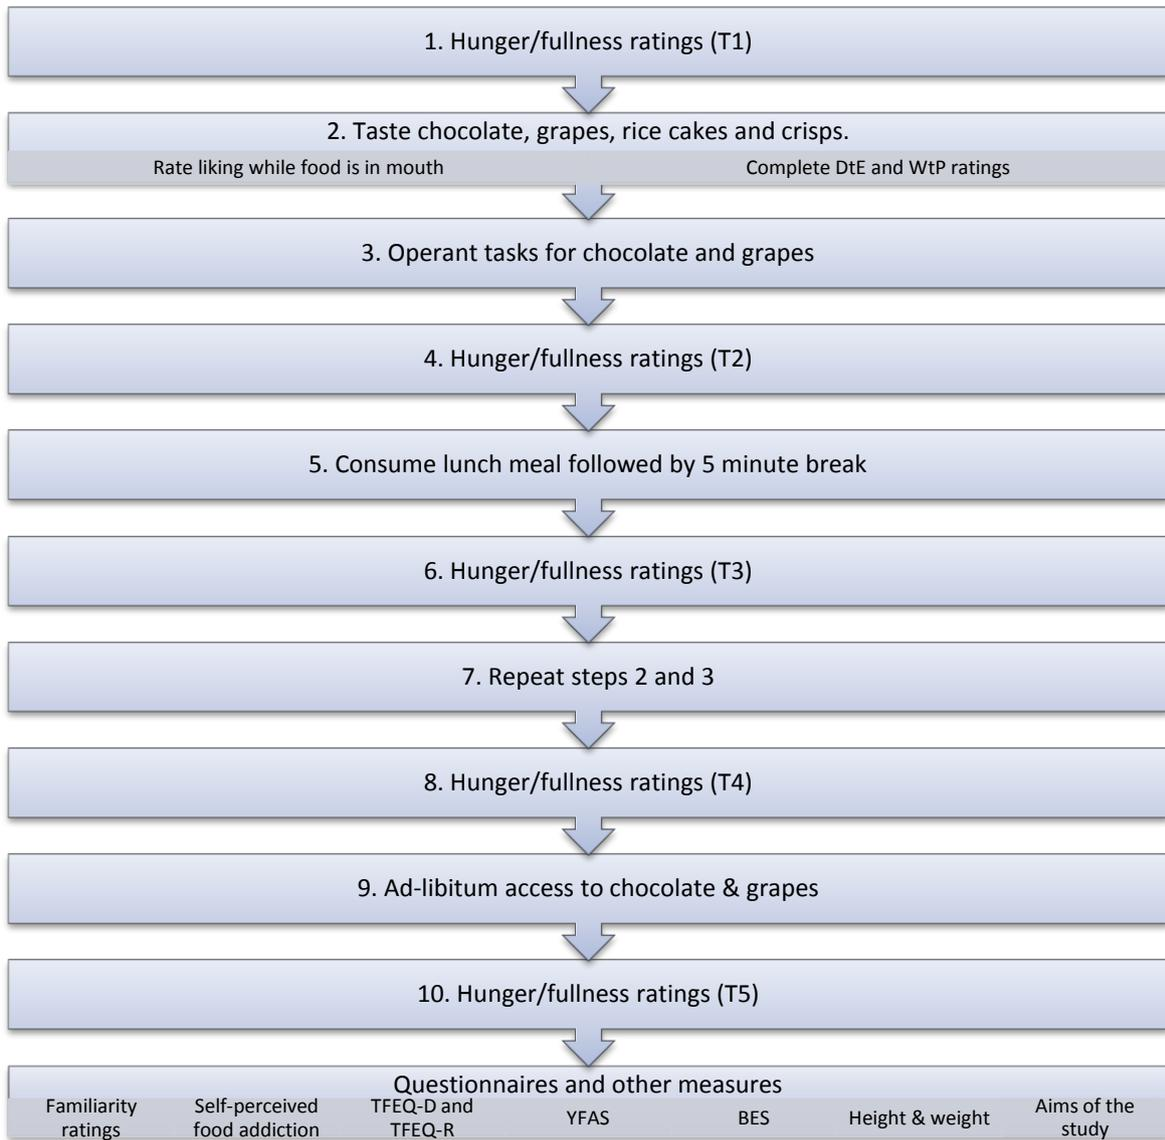 1. Hunger/fullness ratings (T1)
2. Taste chocolate, grapes, rice cakes and crisps.
Rate liking while food is in mouth
Complete DtE and WtP ratings
3. Operant tasks for chocolate and grapes
4. Hunger/fullness ratings (T2)
5. Consume lunch meal followed by 5 minute break
6. Hunger/fullness ratings (T3)
7. Repeat steps 2 and 3
8. Hunger/fullness ratings (T4)
9. Ad-libitum access to chocolate & grapes
10. Hunger/fullness ratings (T5)
Questionnaires and other measures
Familiarity
ratings
Self-perceived
food addiction
TFEQ-D and
TFEQ-R
YFAS
BES
Height & weight
Aims of the
study